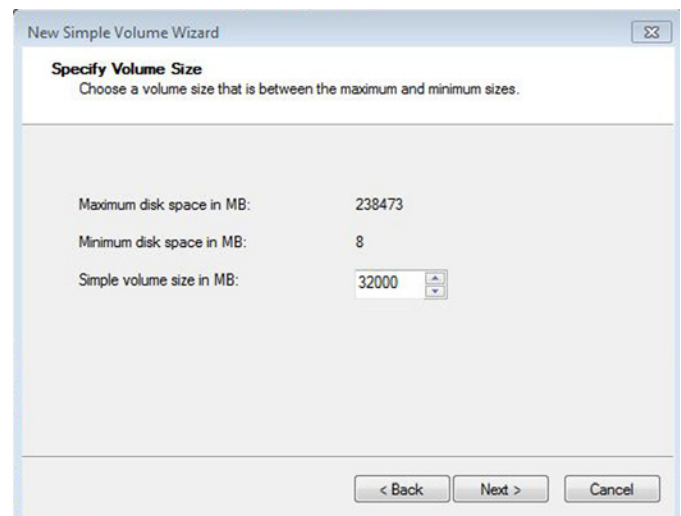 New Simple Volume Wizard
Specify Volume Size
Choose a volume size that is between the maximum and minimum sizes.
Maximum disk space in MB: 238473
Minimum disk space in MB: 8
Simple volume size in MB: 32000
< Back Next > Cancel